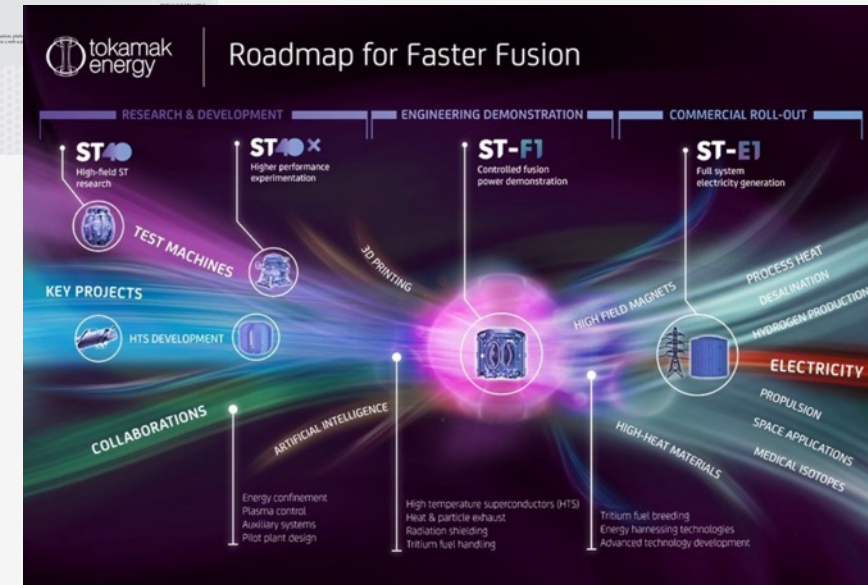 tokamak
energy
Roadmap for Faster Fusion
RESEARCH & DEVELOPMENT
ENGINEERING DEMONSTRATION
COMMERCIAL ROLL-OUT
ST40
High-field ST
research
ST40X
Higher performance
experimentation
ST-F1
Controlled fusion
power demonstration
ST-E1
Full system
electricity generation
TEST MACHINES
KEY PROJECTS
HTS DEVELOPMENT
COLLABORATIONS
3D PRINTING
ARTIFICIAL INTELLIGENCE
HIGH FIELD MAGNETS
HIGH-HEAT MATERIALS
PROCESS HEAT
DESALINATION
HYDROGEN PRODUCTION
ELECTRICITY
PROPULSION
SPACE APPLICATIONS
MEDICAL ISOTOPES
Energy confinement
Plasma control
Auxiliary systems
Pilot plant design
High temperature superconductors (HTS)
Heat & particle exhaust
Radiation shielding
Tritium fuel handling
Tritium fuel breeding
Energy harnessing technologies
Advanced technology development